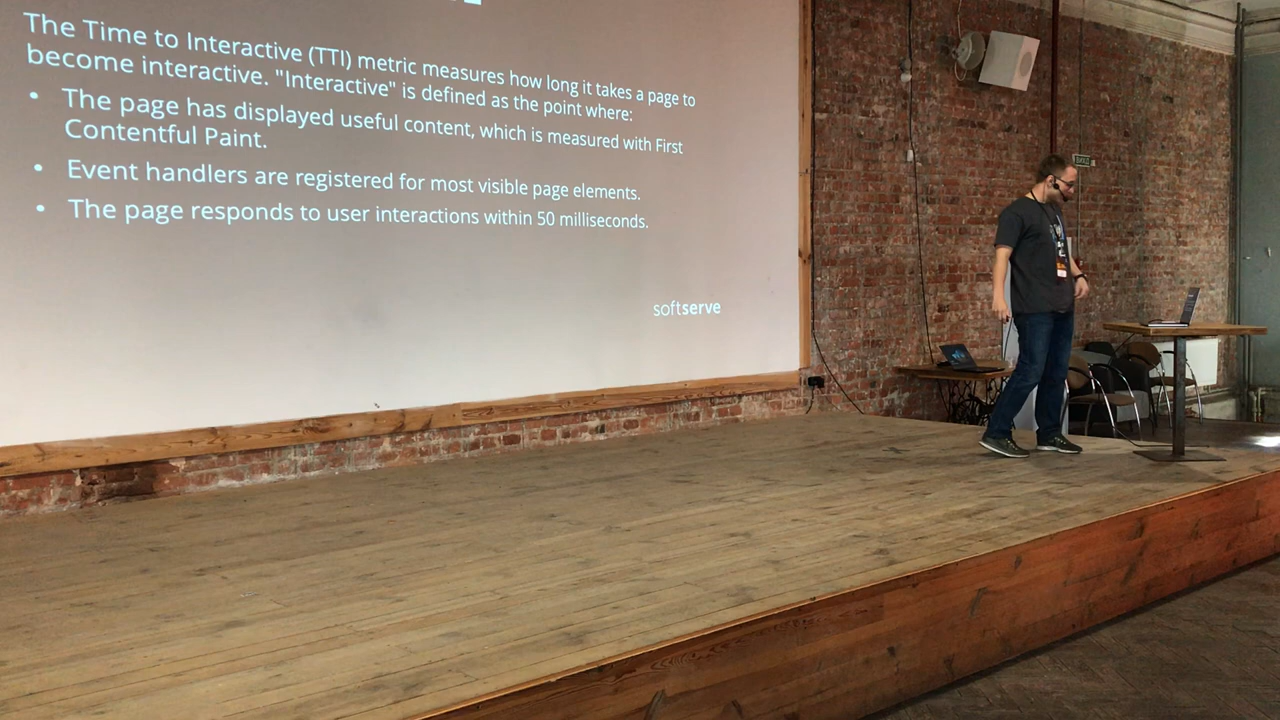 The Time to Interactive (TTI) metric measures how long it takes a page to
become interactive. "Interactive" is defined as the point where:
• The page has displayed useful content, which is measured with First
Contentful Paint.
• Event handlers are registered for most visible page elements.
• The page responds to user interactions within 50 milliseconds.
softserve